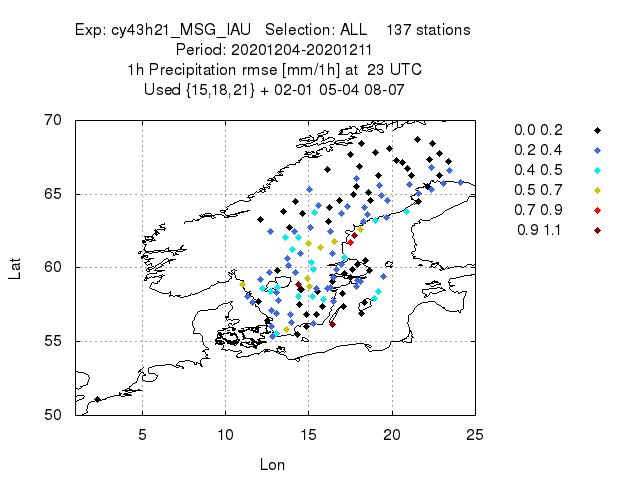 Exp: cy43h21_MSG_IAU   Selection: ALL    137 stations
Period: 20201204-20201211
1h Precipitation rmse [mm/1h] at  23 UTC
Used {15,18,21} + 02-01 05-04 08-07
70
65
60
55
50
Lat
5
10
15
20
25
Lon
0.0 0.2
0.2 0.4
0.4 0.5
0.5 0.7
0.7 0.9
0.9 1.1